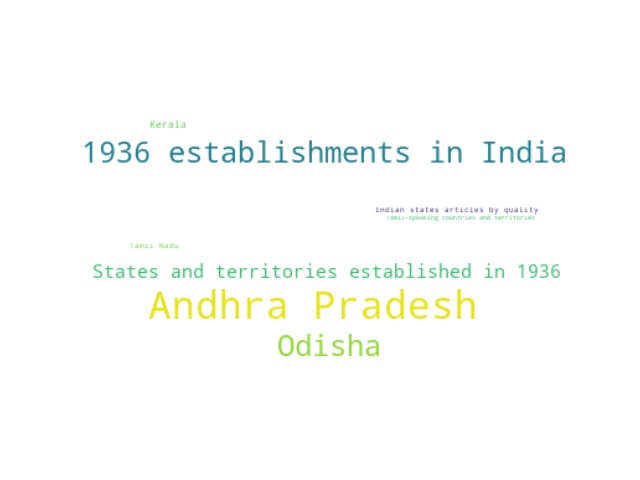 Kerala
1936 establishments in India
Indian states articles by quality
Tamil-speaking countries and territories
Tamil Nadu
States and territories established in 1936
Andhra Pradesh
Odisha